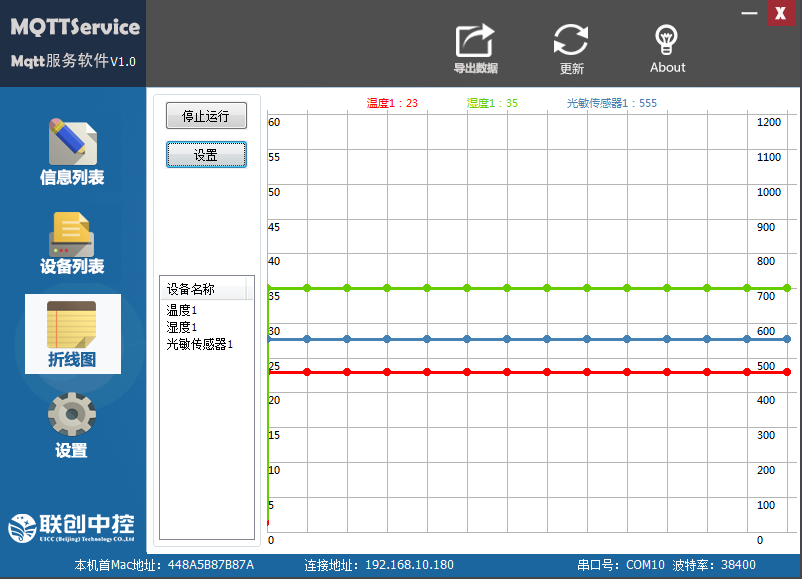 MQTTService
Mqtt服务软件V1.0
X
导出数据
更新
About
信息列表
设备列表
折线图
设置
联创中控
UICC (Beijing) Technology CO.,Ltd
停止运行
设置
设备名称
温度1
湿度1
光敏传感器1
温度1：23 湿度1：35 光敏传感器1：555
60 1200
55 1100
50 1000
45 900
40 800
35 700
30 600
25 500
20 400
15 300
10 200
5 100
0 0
本机首Mac地址: 448A5B87B87A 连接地址: 192.168.10.180 串口号: COM10 波特率: 38400